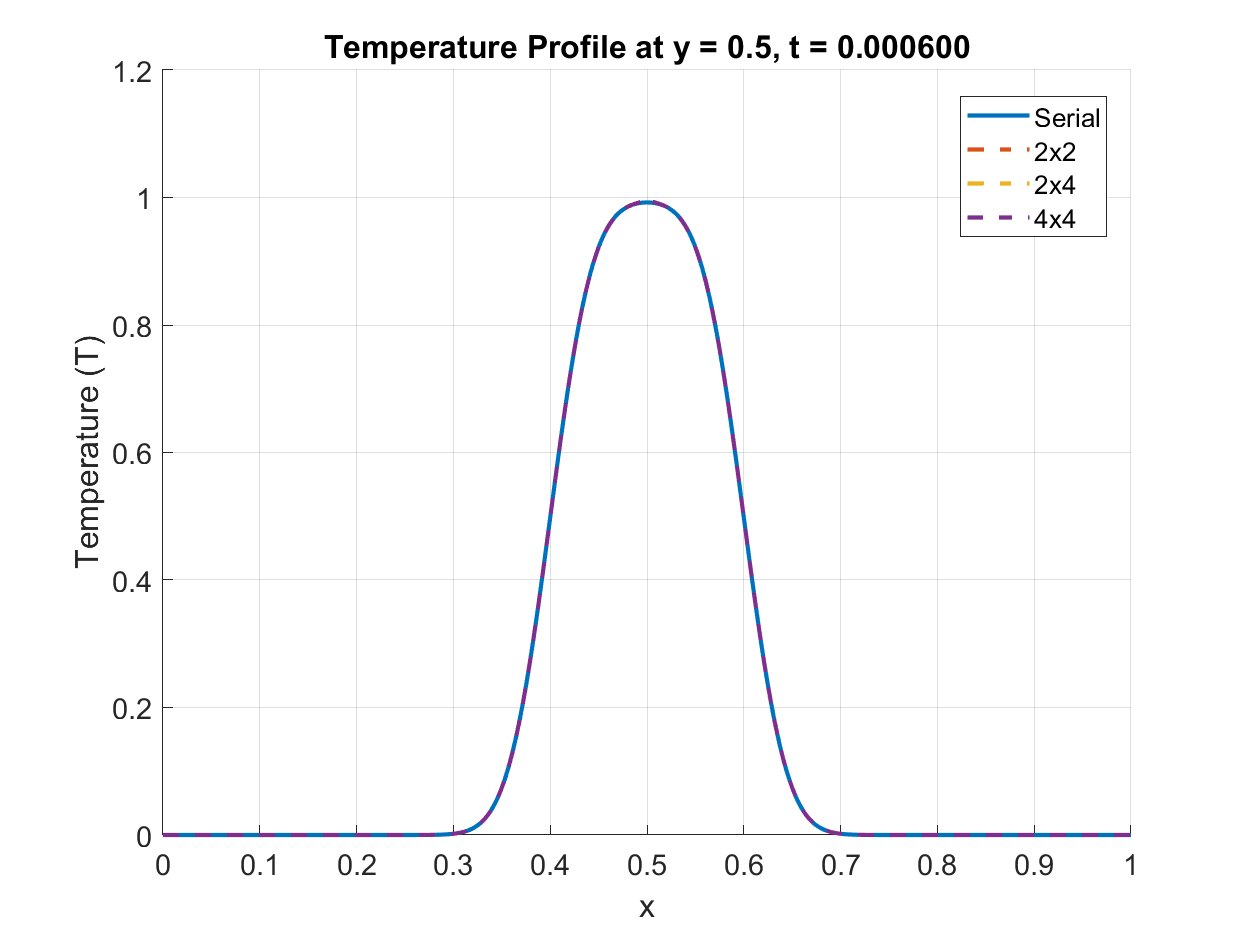 Temperature Profile at y = 0.5, t = 0.000600
1.2
1
0.8
0.6
0.4
0.2
0
Temperature (T)
Serial
2x2
2x4
4x4
0 0.1 0.2 0.3 0.4 0.5 0.6 0.7 0.8 0.9 1
x